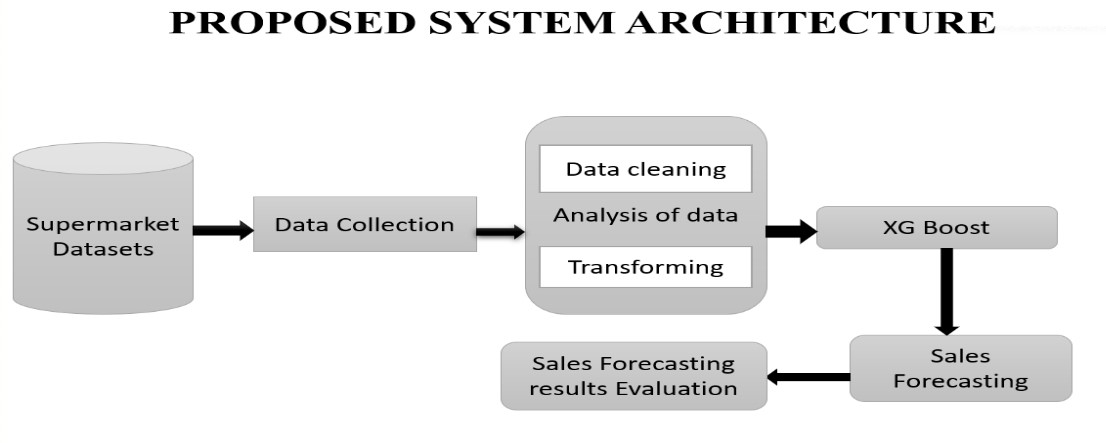 PROPOSED SYSTEM ARCHITECTURE
Supermarket
Datasets
Data Collection
Data cleaning
Analysis of data
Transforming
XG Boost
Sales
Forecasting
Sales Forecasting
results Evaluation